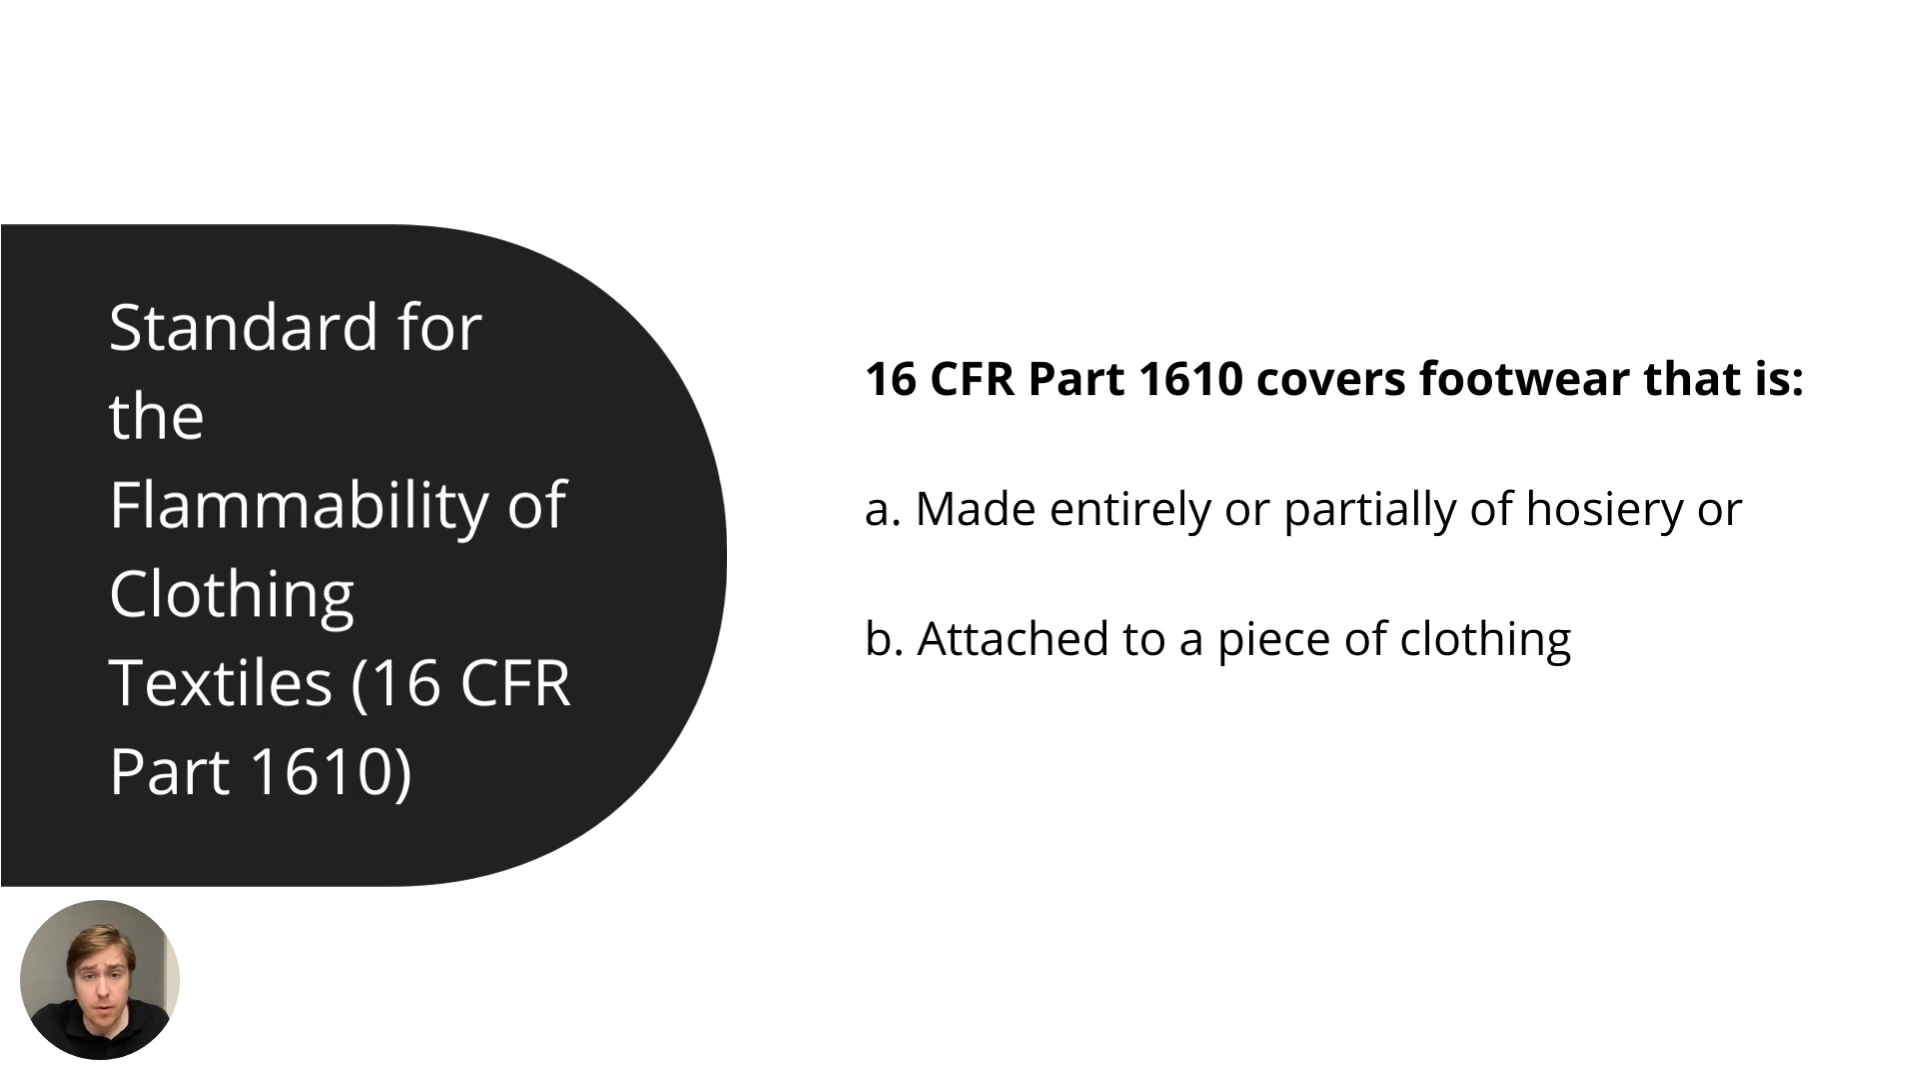 Standard for
the
Flammability of
Clothing
Textiles (16 CFR
Part 1610)
16 CFR Part 1610 covers footwear that is:
a. Made entirely or partially of hosiery or
b. Attached to a piece of clothing